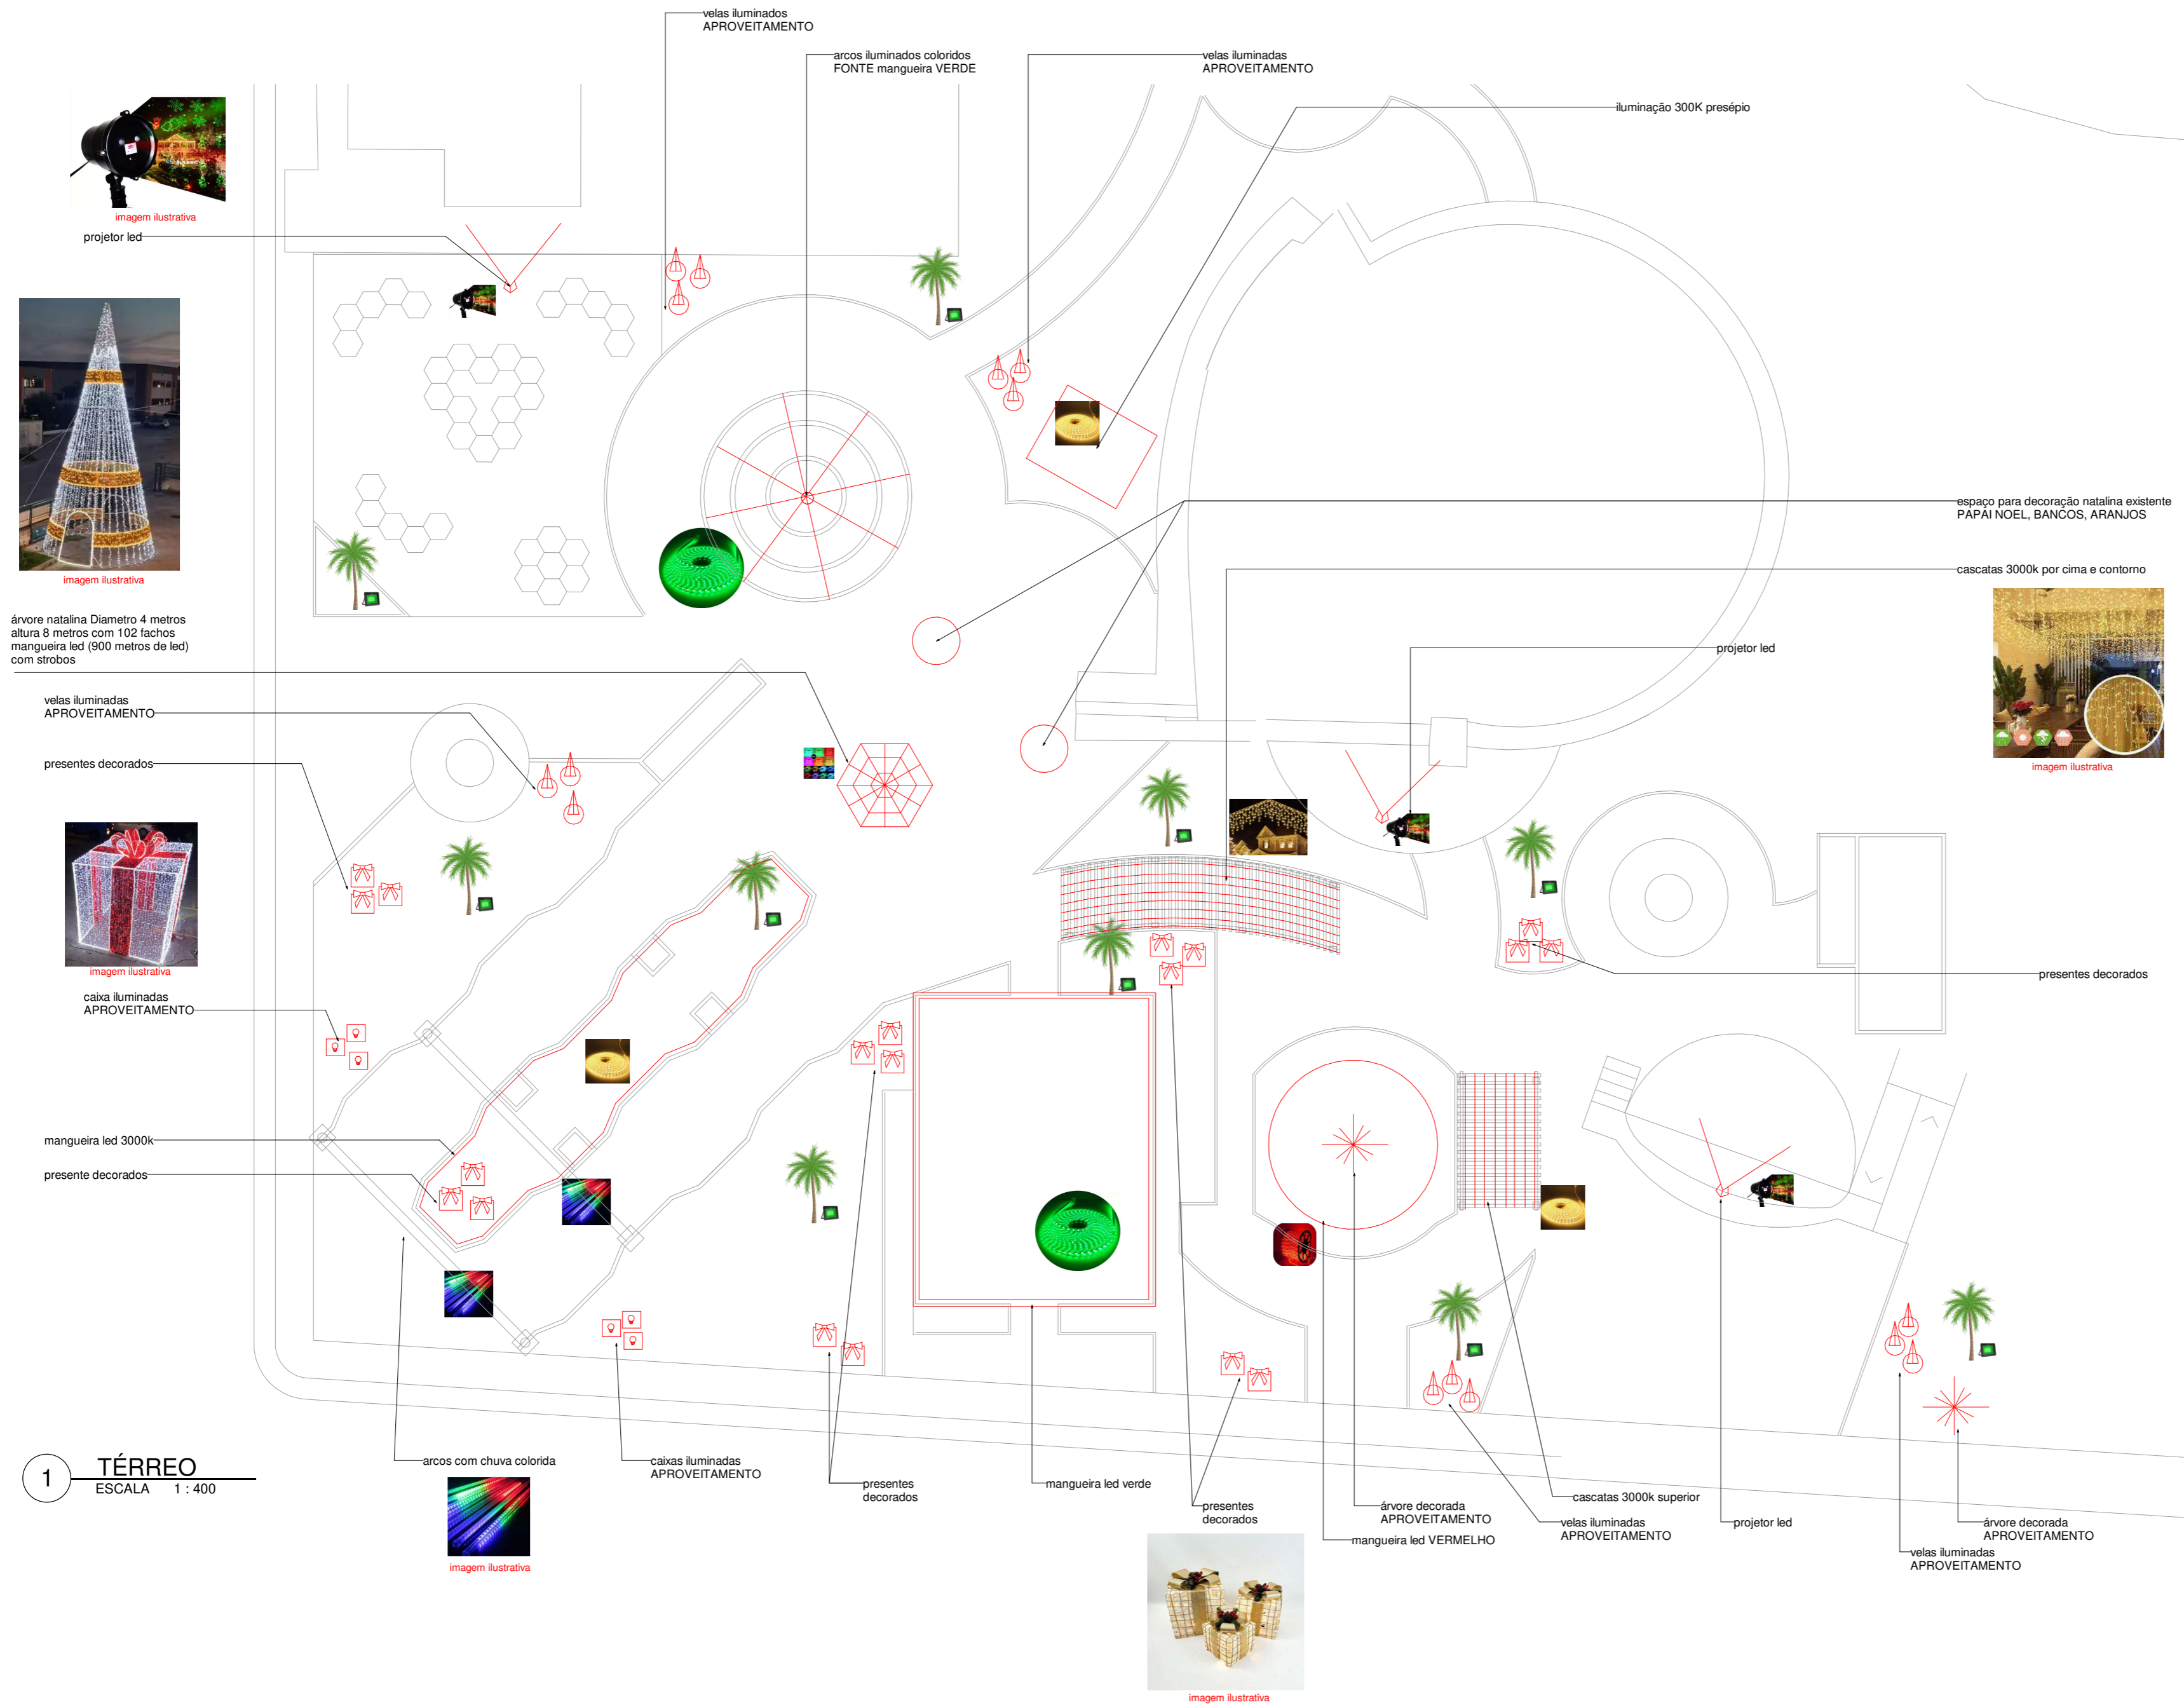 velas iluminados
APROVEITAMENTO
arcos iluminados coloridos
FONTE mangueira VERDE
velas iluminadas
APROVEITAMENTO
iluminação 300K presépio
imagem ilustrativa
projetor led
imagem ilustrativa
espaço para decoração natalina existente
PAPAI NOEL, BANCOS, ARANJOS
cascatas 3000k por cima e contorno
imagem ilustrativa
árvore natalina Diametro 4 metros
altura 8 metros com 102 fachos
mangueira led (900 metros de led)
com strobos
projetor led
velas iluminadas
APROVEITAMENTO
presentes decorados
imagem ilustrativa
presentes decorados
caixa iluminadas
APROVEITAMENTO
mangueira led 3000k
presente decorados
1
TÉRREO
ESCALA 1 : 400
arcos com chuva colorida
imagem ilustrativa
caixas iluminadas
APROVEITAMENTO
presentes
decorados
mangueira led verde
presentes
decorados
imagem ilustrativa
árvore decorada
APROVEITAMENTO
mangueira led VERMELHO
cascatas 3000k superior
velas iluminadas
APROVEITAMENTO
projetor led
árvore decorada
APROVEITAMENTO
velas iluminadas
APROVEITAMENTO